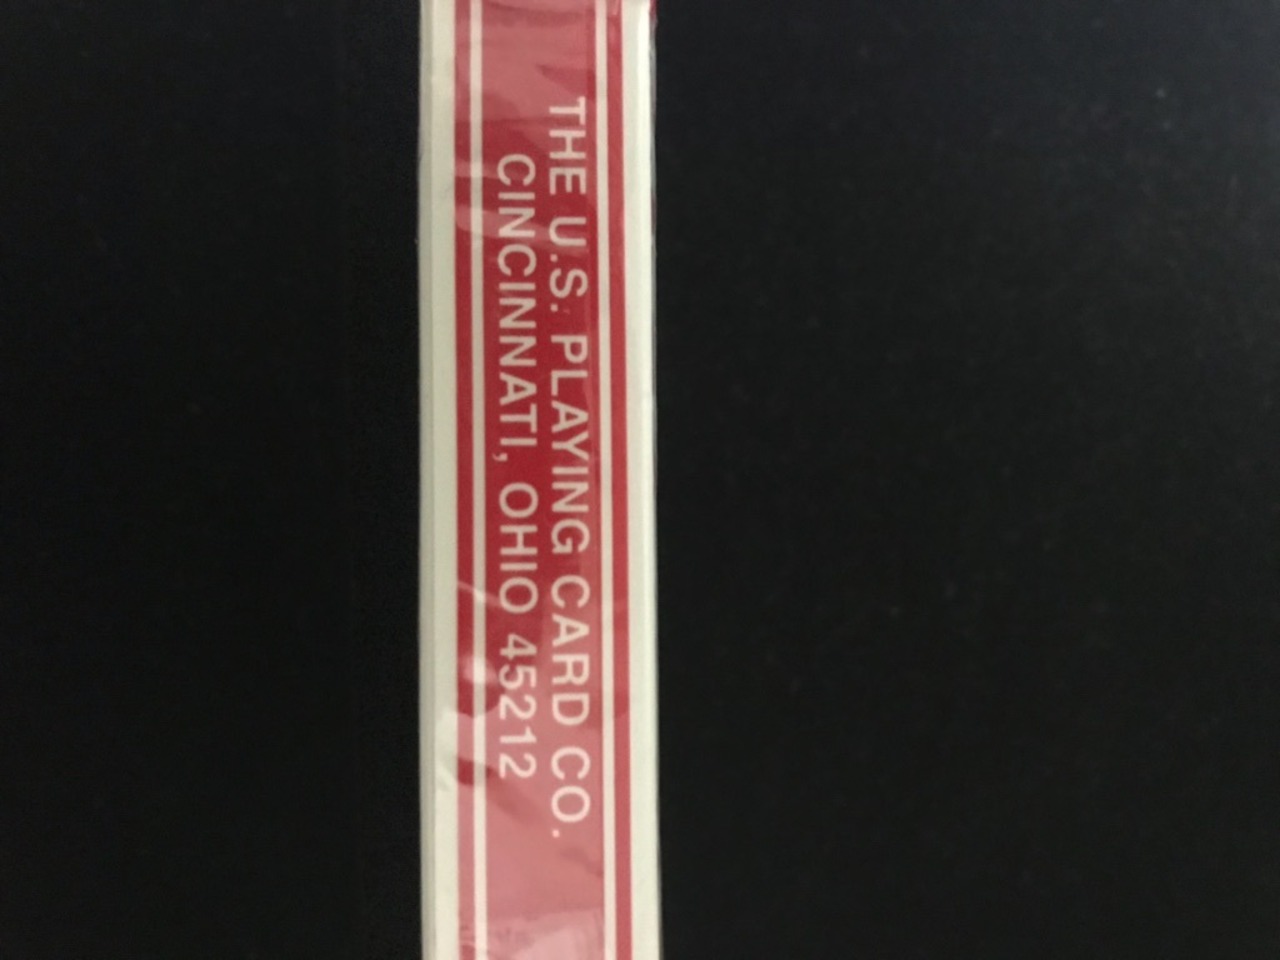 THE U.S. PLAYING CARD CO.
CINCINNATI, OHIO 45212